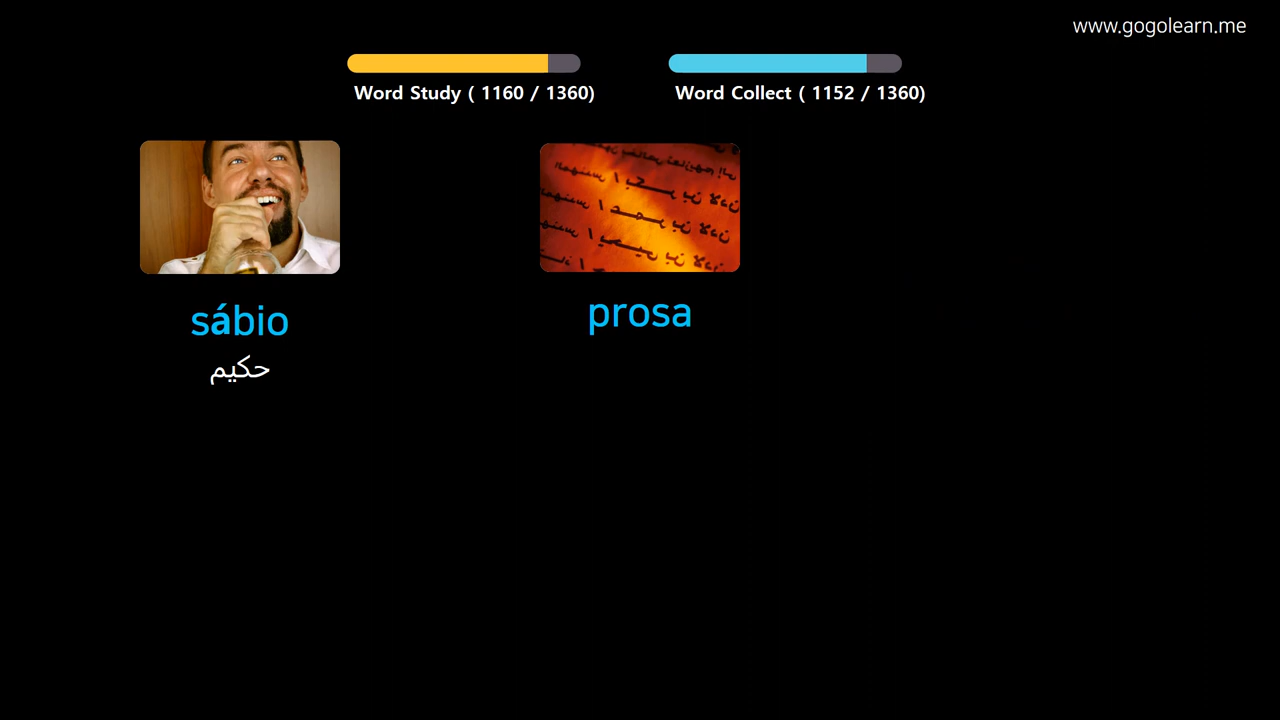 www.gogolearn.me
Word Study ( 1160 / 1360)
Word Collect ( 1152 / 1360)
sábio
prosa
حكيم